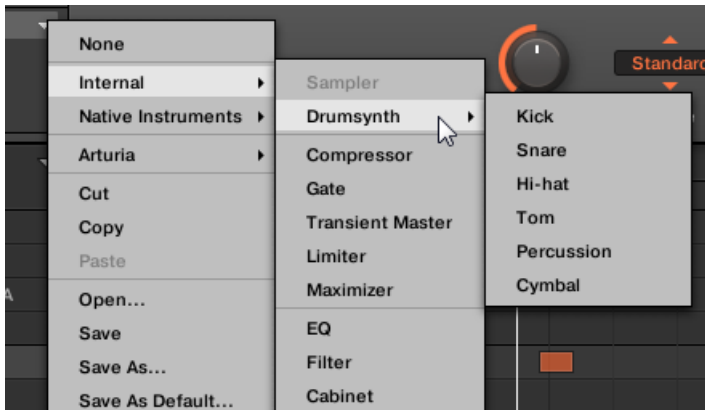 None
Internal
Native Instruments
Arturia
Cut
Copy
Paste
Open...
Save
Save As...
Save As Default...
Sampler
Drumsynth
Compressor
Gate
Transient Master
Limiter
Maximizer
EQ
Filter
Cabinet
Kick
Snare
Hi-hat
Tom
Percussion
Cymbal